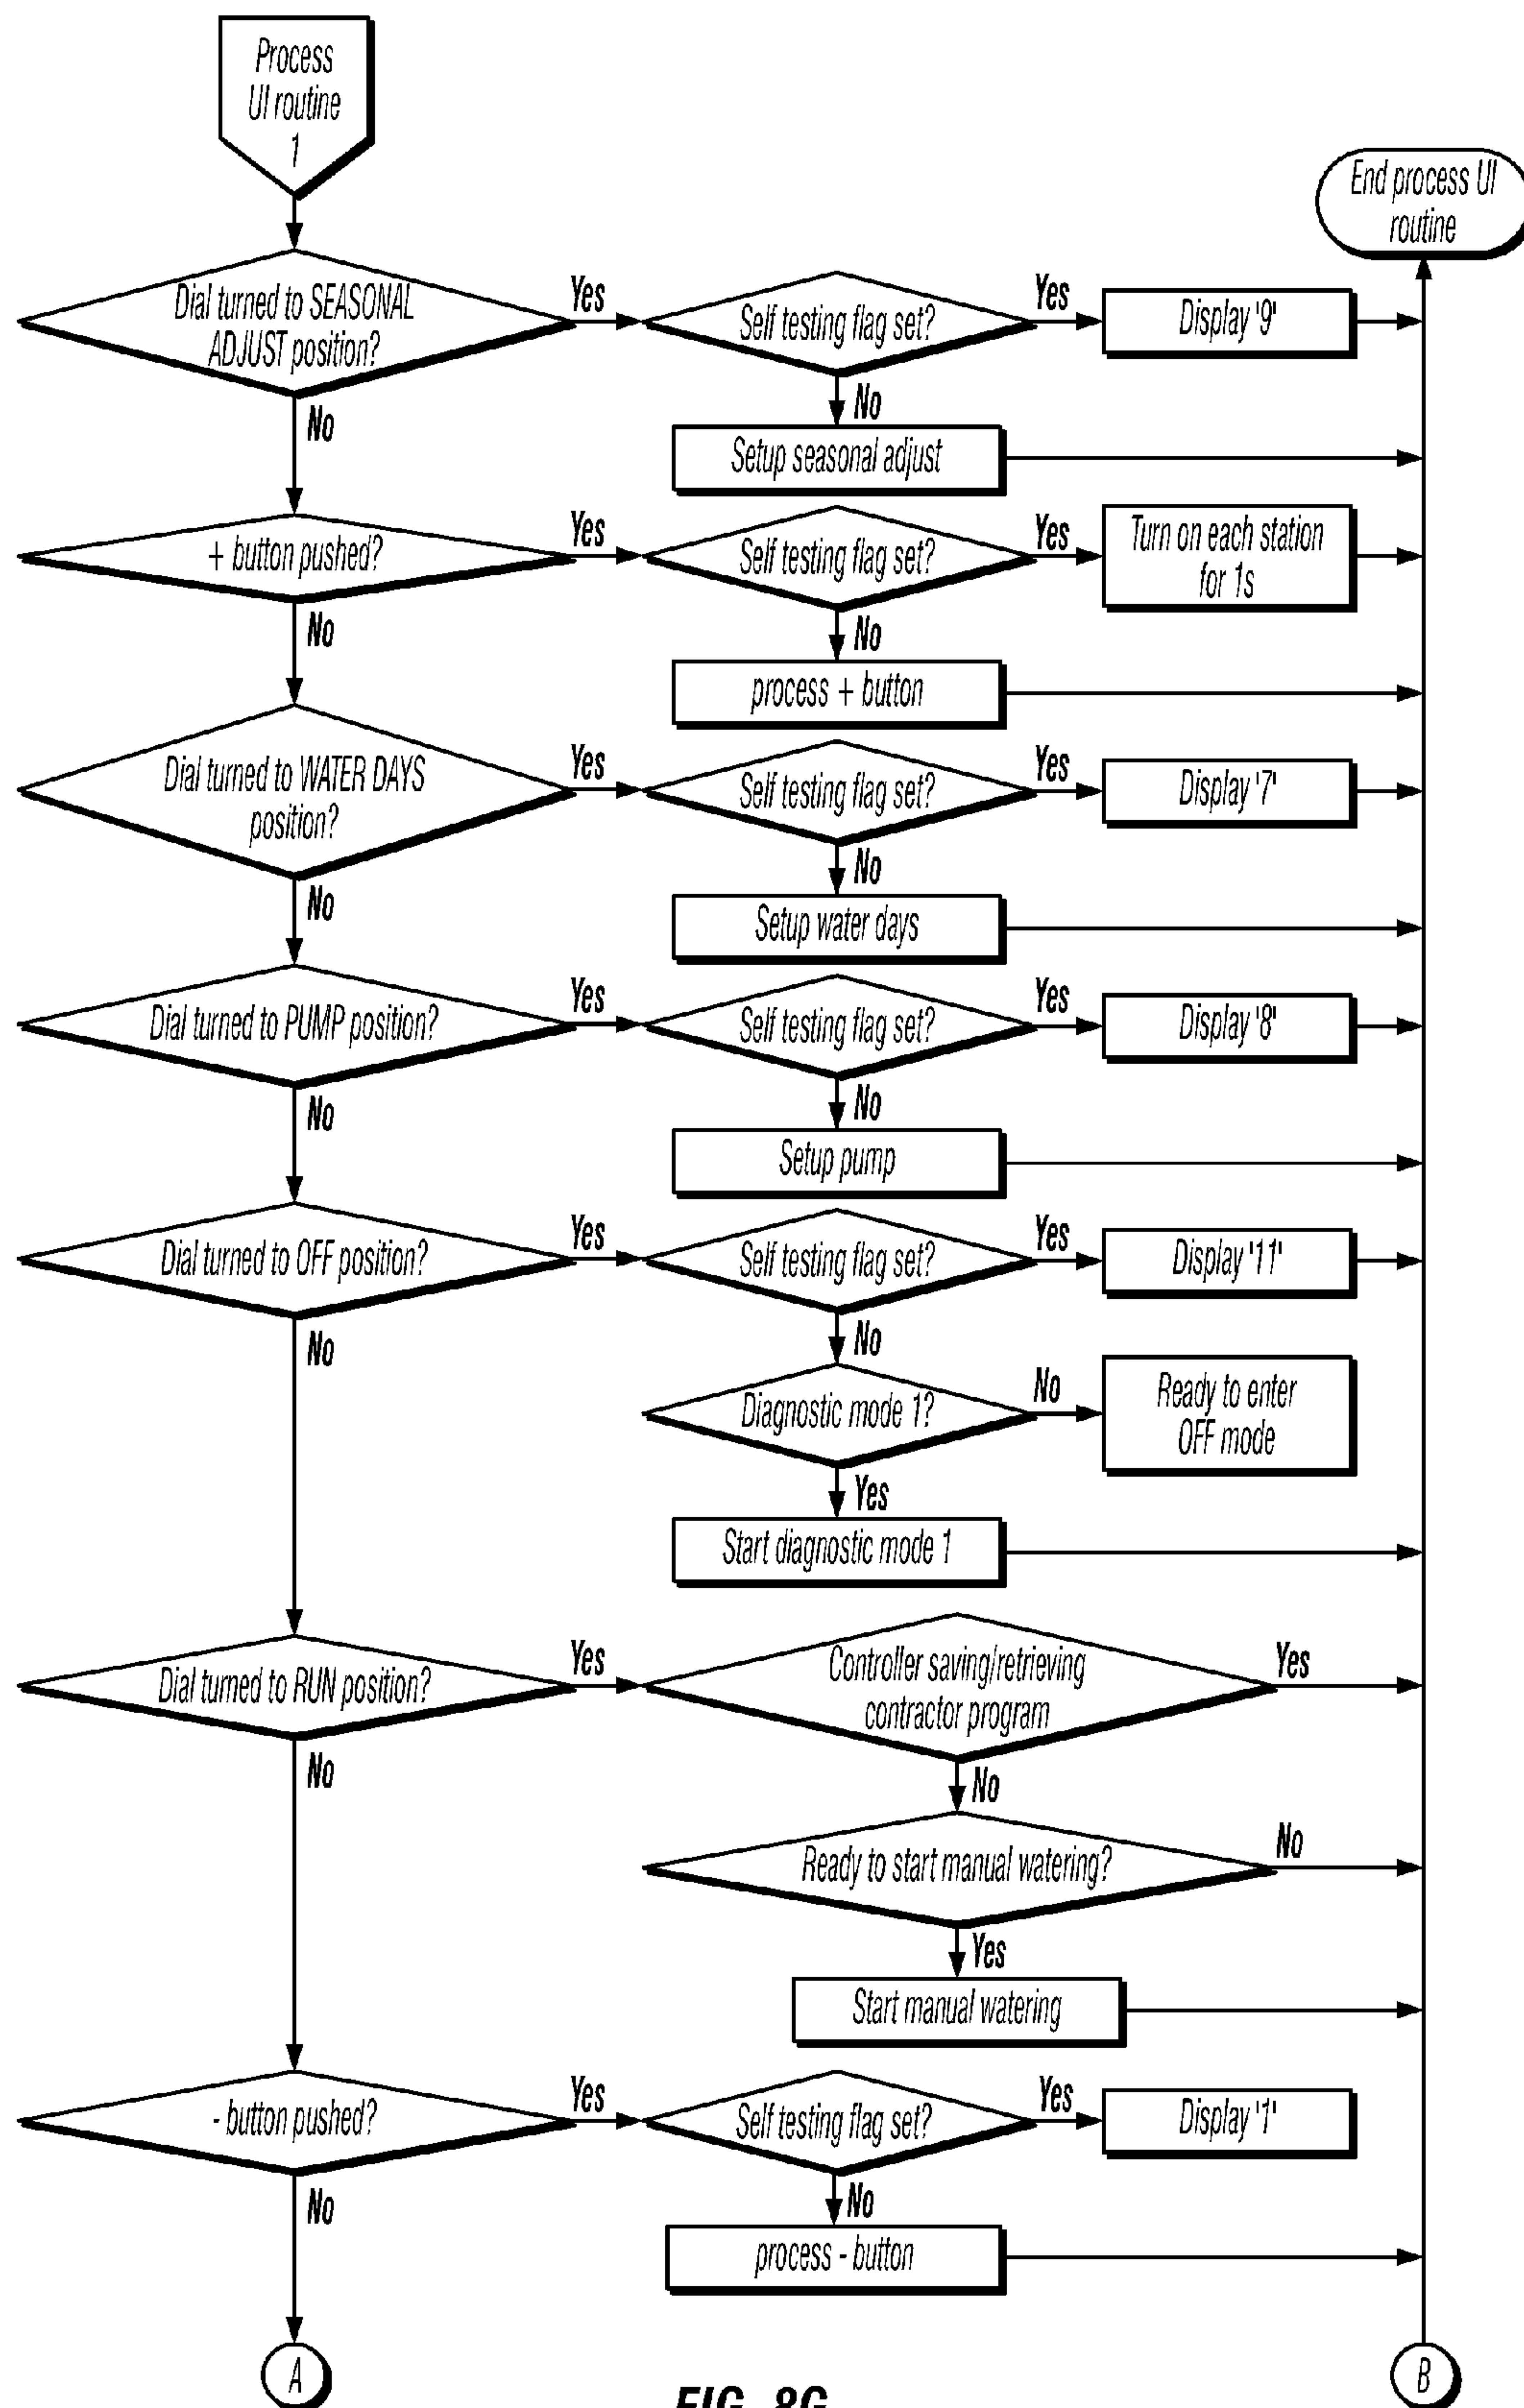 Process
UI routine
1
End process UI
routine
Dial turned to SEASONAL
ADJUST position?
Yes
Self testing flag set?
Yes
Display '9'
No
No
Setup seasonal adjust
+ button pushed?
Yes
Self testing flag set?
Yes
Turn on each station
for 1s
No
No
process + button
Dial turned to WATER DAYS
position?
Yes
Self testing flag set?
Yes
Display '7'
No
No
Setup water days
Dial turned to PUMP position?
Yes
Self testing flag set?
Yes
Display '8'
No
No
Setup pump
Dial turned to OFF position?
Yes
Self testing flag set?
Yes
Display '11'
No
No
Diagnostic mode 1?
No
Ready to enter
OFF mode
Yes
Start diagnostic mode 1
Dial turned to RUN position?
Yes
Controller saving/retrieving
contractor program
Yes
No
No
Ready to start manual watering?
No
Yes
Start manual watering
- button pushed?
Yes
Self testing flag set?
Yes
Display '1'
No
No
process - button
A
B
FIG. 8G